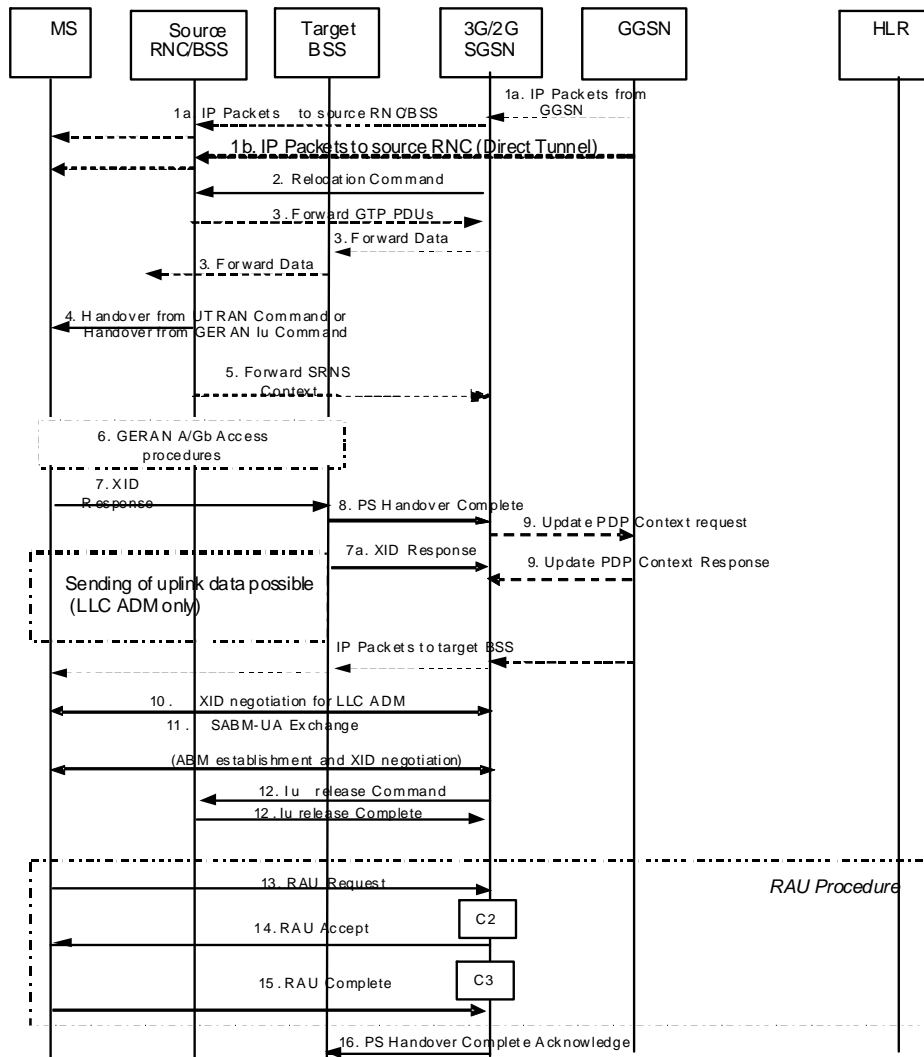 MS
Source
RNC/BSS
Target
BSS
3G/2G
SGSN
GGSN
HLR
1a. IP Packets from
GGSN
1a. IP Packets to source RNC/BSS
1b. IP Packets to source RNC (Direct Tunnel)
2. Relocation Command
3. Forward GTP PDUs
3. Forward Data
3. Forward Data
4. Handover from UTRAN Command or
Handover from GERAN Iu Command
5. Forward SRNS
Context
6. GERAN A/Gb Access
procedures
7. XID
Response
8. PS Handover Complete
9. Update PDP Context request
7a. XID Response
9. Update PDP Context Response
Sending of uplink data possible
(LLC ADM only)
IP Packets to target BSS
10. XID negotiation for LLC ADM
11. SABM-UA Exchange
(ABM establishment and XID negotiation)
12. Iu release Command
12. Iu release Complete
13. RAU Request
RAU Procedure
C2
14. RAU Accept
C3
15. RAU Complete
16. PS Handover Complete Acknowledge